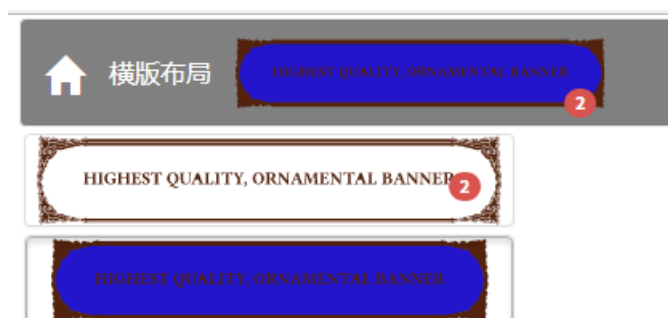 横版布局
HIGHEST QUALITY, ORNAMENTAL BANNER
2
HIGHEST QUALITY, ORNAMENTAL BANNER
2
HIGHEST QUALITY, ORNAMENTAL BANNER